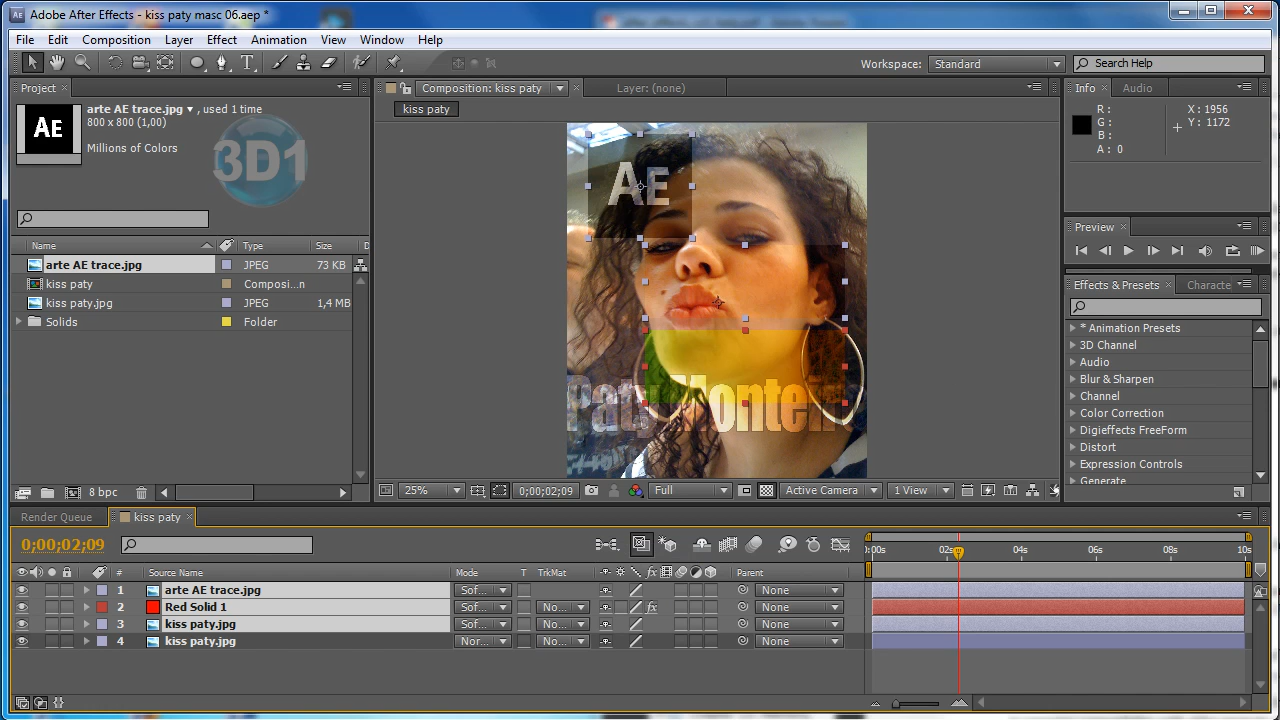 Adobe After Effects - kiss paty masc 06.aep *
File Edit Composition Layer Effect Animation View Window Help
Workspace: Standard Search Help
Project
arte AE trace.jpg , used 1 time
800 x 800 (1,00)
Millions of Colors
AE
3D1
Name Type Size D
arte AE trace.jpg JPEG 73 KB
kiss paty Composi...n
kiss paty.jpg JPEG 1,4 MB
Solids Folder
8 bpc
Composition: kiss paty Layer: (none)
kiss paty
AE
Paty Montei
25% 0;00;02;09 Full Active Camera 1 View
Info Audio
R: X: 1956
G: Y: 1172
B:
A: 0
Preview
Effects & Presets Characte
* Animation Presets
3D Channel
Audio
Blur & Sharpen
Channel
Color Correction
Digieffects FreeForm
Distort
Expression Controls
Generate
Render Queue kiss paty
0;00;02;09
):00s 02s 04s 06s 08s 10s
# Source Name Mode T TrkMat Parent
1 arte AE trace.jpg Sof... None
2 Red Solid 1 Sof... No... None
3 kiss paty.jpg Sof... No... None
4 kiss paty.jpg Nor... No... None